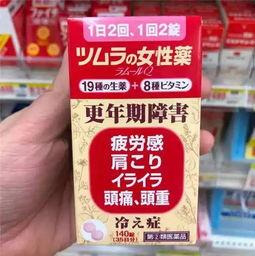 1日2回、1回2錠
ツムラの女性薬
ラムールQ
19種の生薬 + 8種ビタミン
更年期障害
疲労感
肩こり
イライラ
頭痛、頭重
冷え症
140錠
(35日分)
第②類医薬品